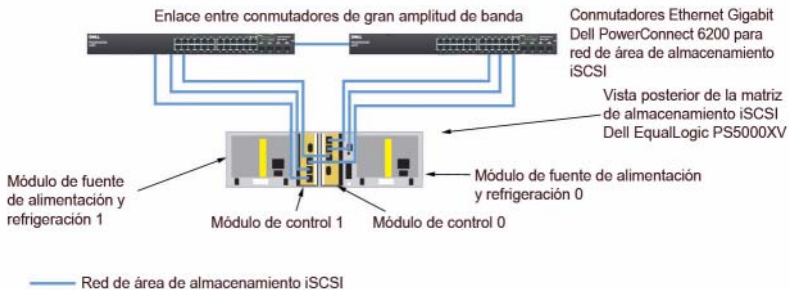 Enlace entre conmutadores de gran amplitud de banda
Conmutadores Ethernet Gigabit
Dell PowerConnect 6200 para
red de área de almacenamiento
iSCSI
DELL
DELL
Vista posterior de la matriz
de almacenamiento iSCSI
Dell EqualLogic PS5000XV
Módulo de fuente
de alimentación y
refrigeración 1
Módulo de control 1
Módulo de control 0
Módulo de fuente de alimentación
y refrigeración 0
Red de área de almacenamiento iSCSI